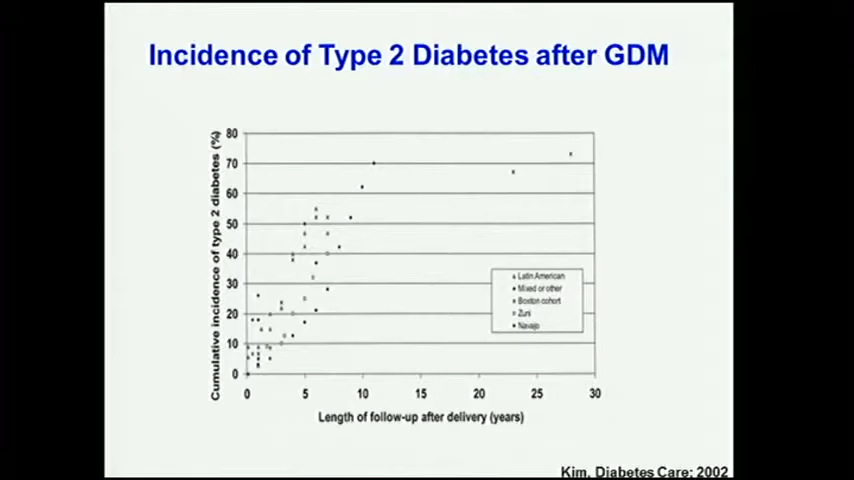 Incidence of Type 2 Diabetes after GDM
Cumulative incidence of type 2 diabetes (%)
80
70
60
50
40
30
20
10
0
0 5 10 15 20 25 30
Length of follow-up after delivery (years)
Latin American
Mixed or other
Boston cohort
Zuni
Navajo
Kim, Diabetes Care; 2002